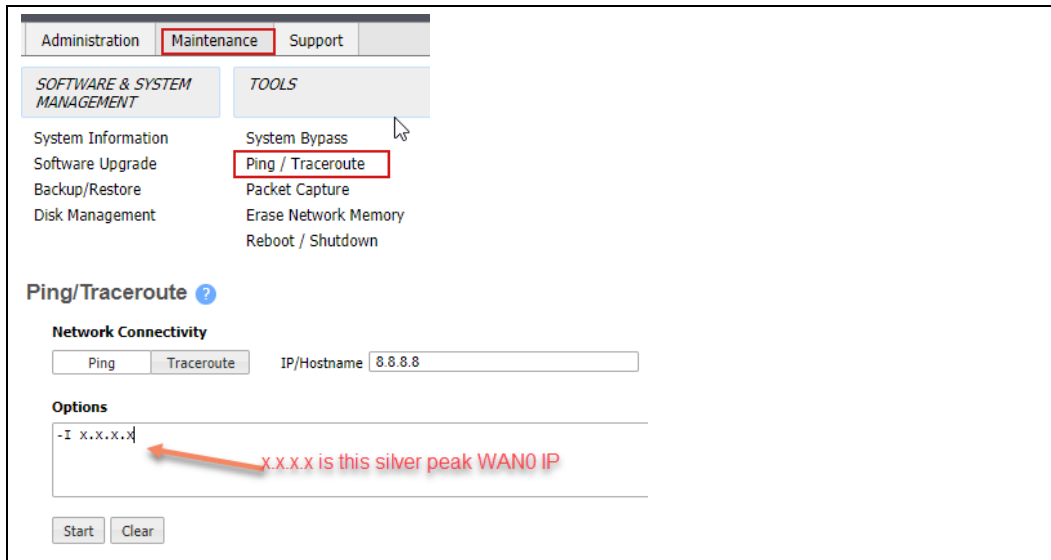 Administration Maintenance Support
SOFTWARE & SYSTEM
MANAGEMENT
TOOLS
System Information
Software Upgrade
Backup/Restore
Disk Management
System Bypass
Ping / Traceroute
Packet Capture
Erase Network Memory
Reboot / Shutdown
Ping/Traceroute ?
Network Connectivity
Ping Traceroute IP/Hostname 8.8.8.8
Options
-I x.x.x.x
x.x.x.x is this silver peak WAN0 IP
Start Clear